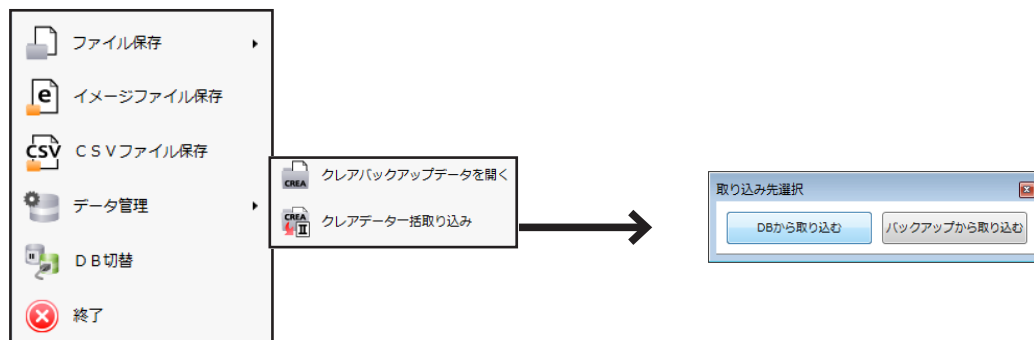 ファイル保存
イメージファイル保存
CSV
ＣＳＶファイル保存
データ管理
ＤＢ切替
終了
CREA
クレアバックアップデータを開く
CREA
II
クレアデータ一括取り込み
取り込み先選択
DBから取り込む
バックアップから取り込む